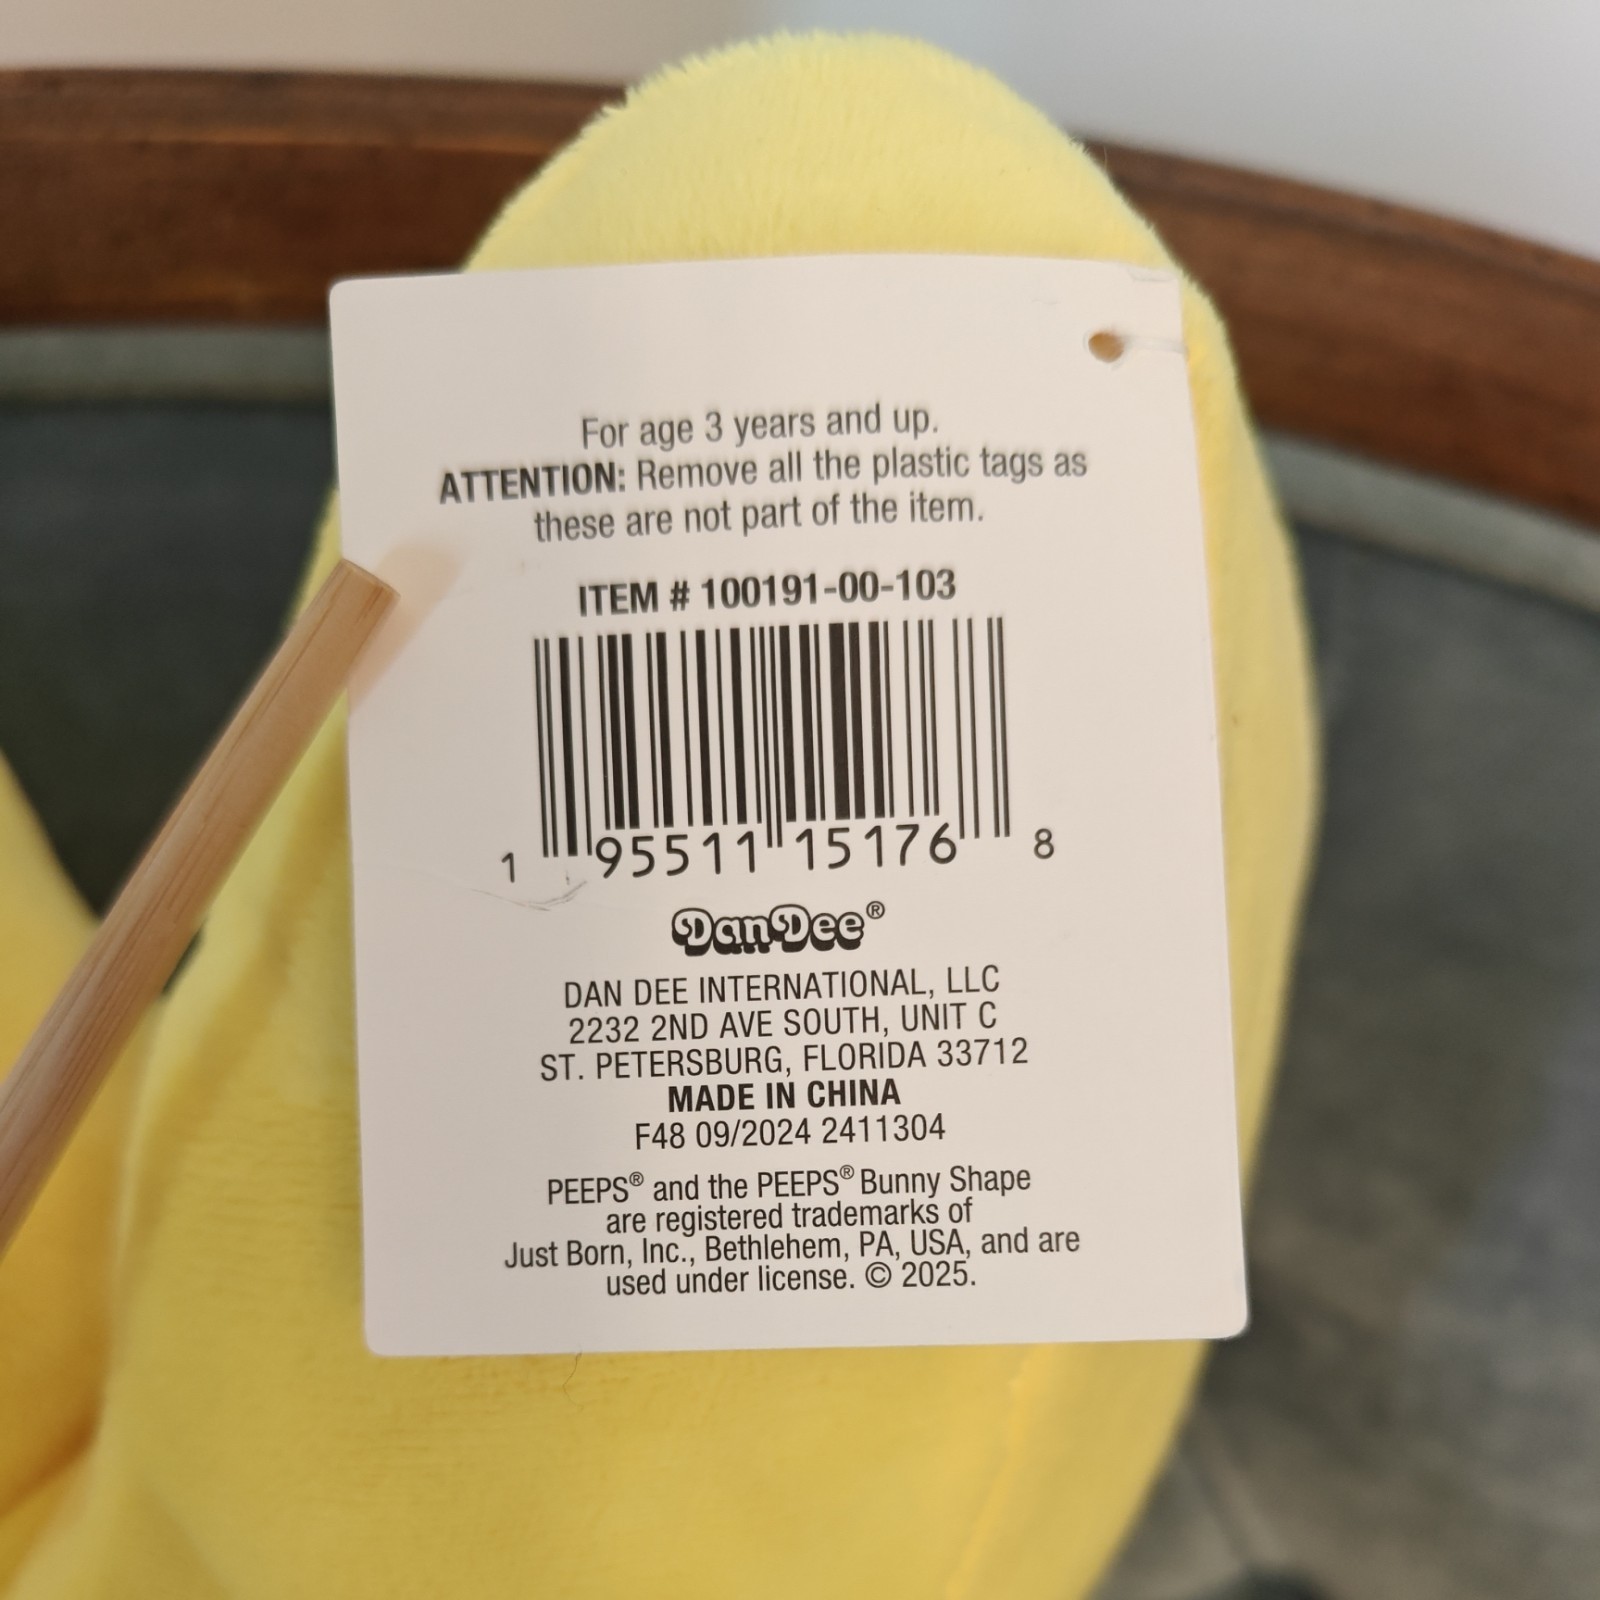 For age 3 years and up.
ATTENTION: Remove all the plastic tags as
these are not part of the item.
ITEM # 100191-00-103
1 95511 15176 8
DanDee®
DAN DEE INTERNATIONAL, LLC
2232 2ND AVE SOUTH, UNIT C
ST. PETERSBURG, FLORIDA 33712
MADE IN CHINA
F48 09/2024 2411304
PEEPS® and the PEEPS® Bunny Shape
are registered trademarks of
Just Born, Inc., Bethlehem, PA, USA, and are
used under license. © 2025.